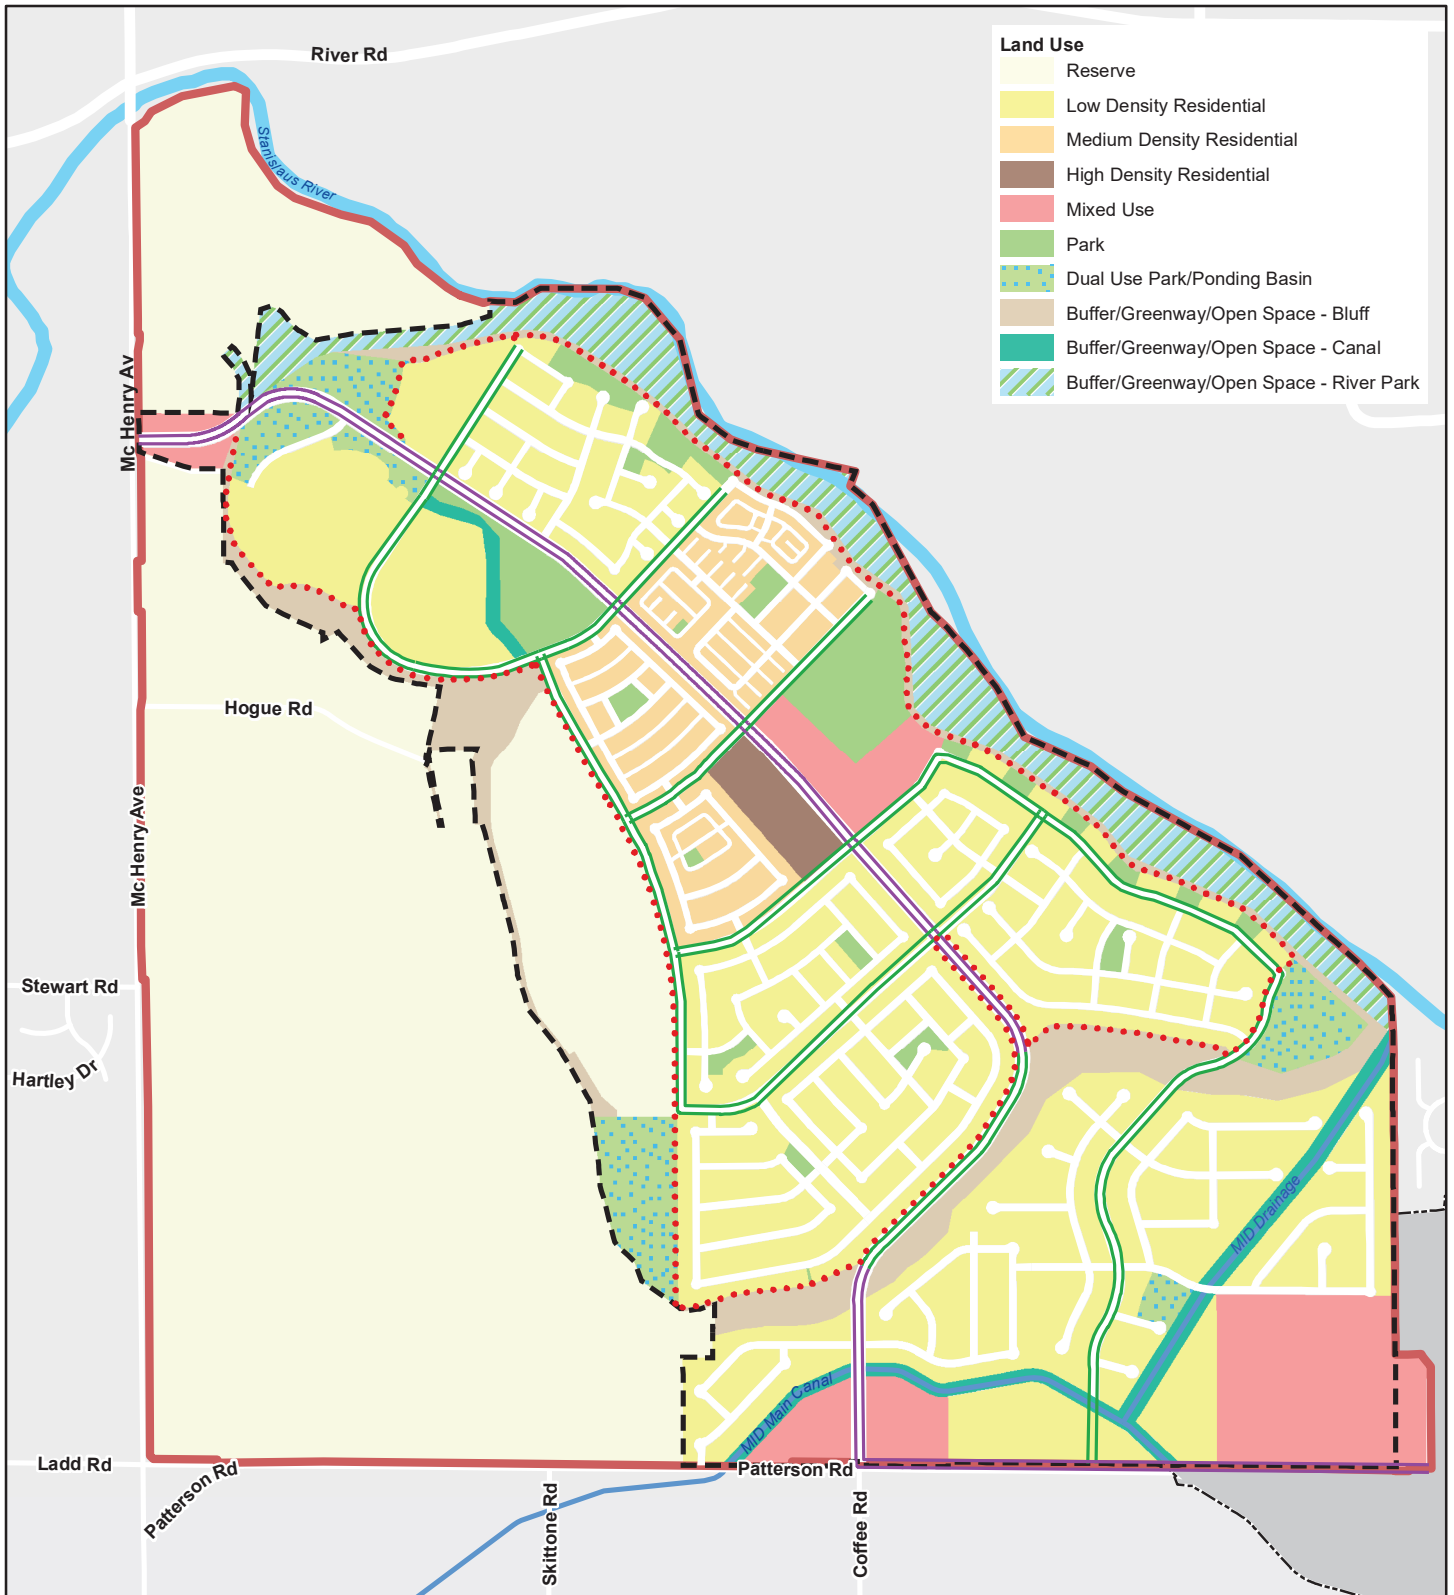 River Rd
Land Use
Reserve
Low Density Residential
Medium Density Residential
High Density Residential
Mixed Use
Park
Dual Use Park/Ponding Basin
Buffer/Greenway/Open Space - Bluff
Buffer/Greenway/Open Space - Canal
Buffer/Greenway/Open Space - River Park
Stanislaus River
Mc Henry Av
Hogue Rd
Mc Henry Ave
Stewart Rd
Hartley Dr
MID Drainage
MID Main Canal
Ladd Rd
Patterson Rd
Patterson Rd
Skittone Rd
Coffee Rd